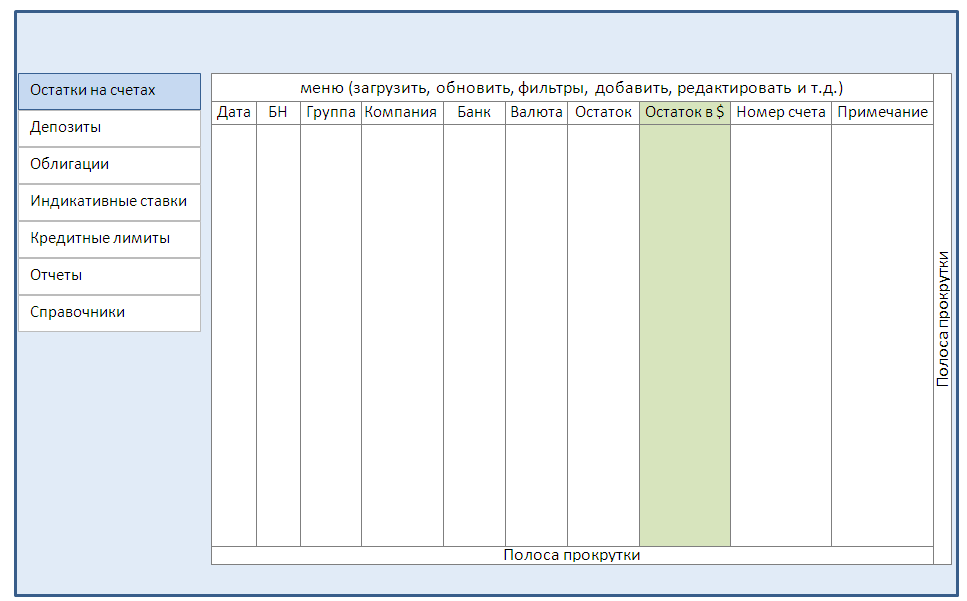 Остатки на счетах
Депозиты
Облигации
Индикативные ставки
Кредитные лимиты
Отчеты
Справочники
меню (загрузить, обновить, фильтры, добавить, редактировать и т.д.)
Дата БН Группа Компания Банк Валюта Остаток Остаток в $ Номер счета Примечание
Полоса прокрутки
Полоса прокрутки